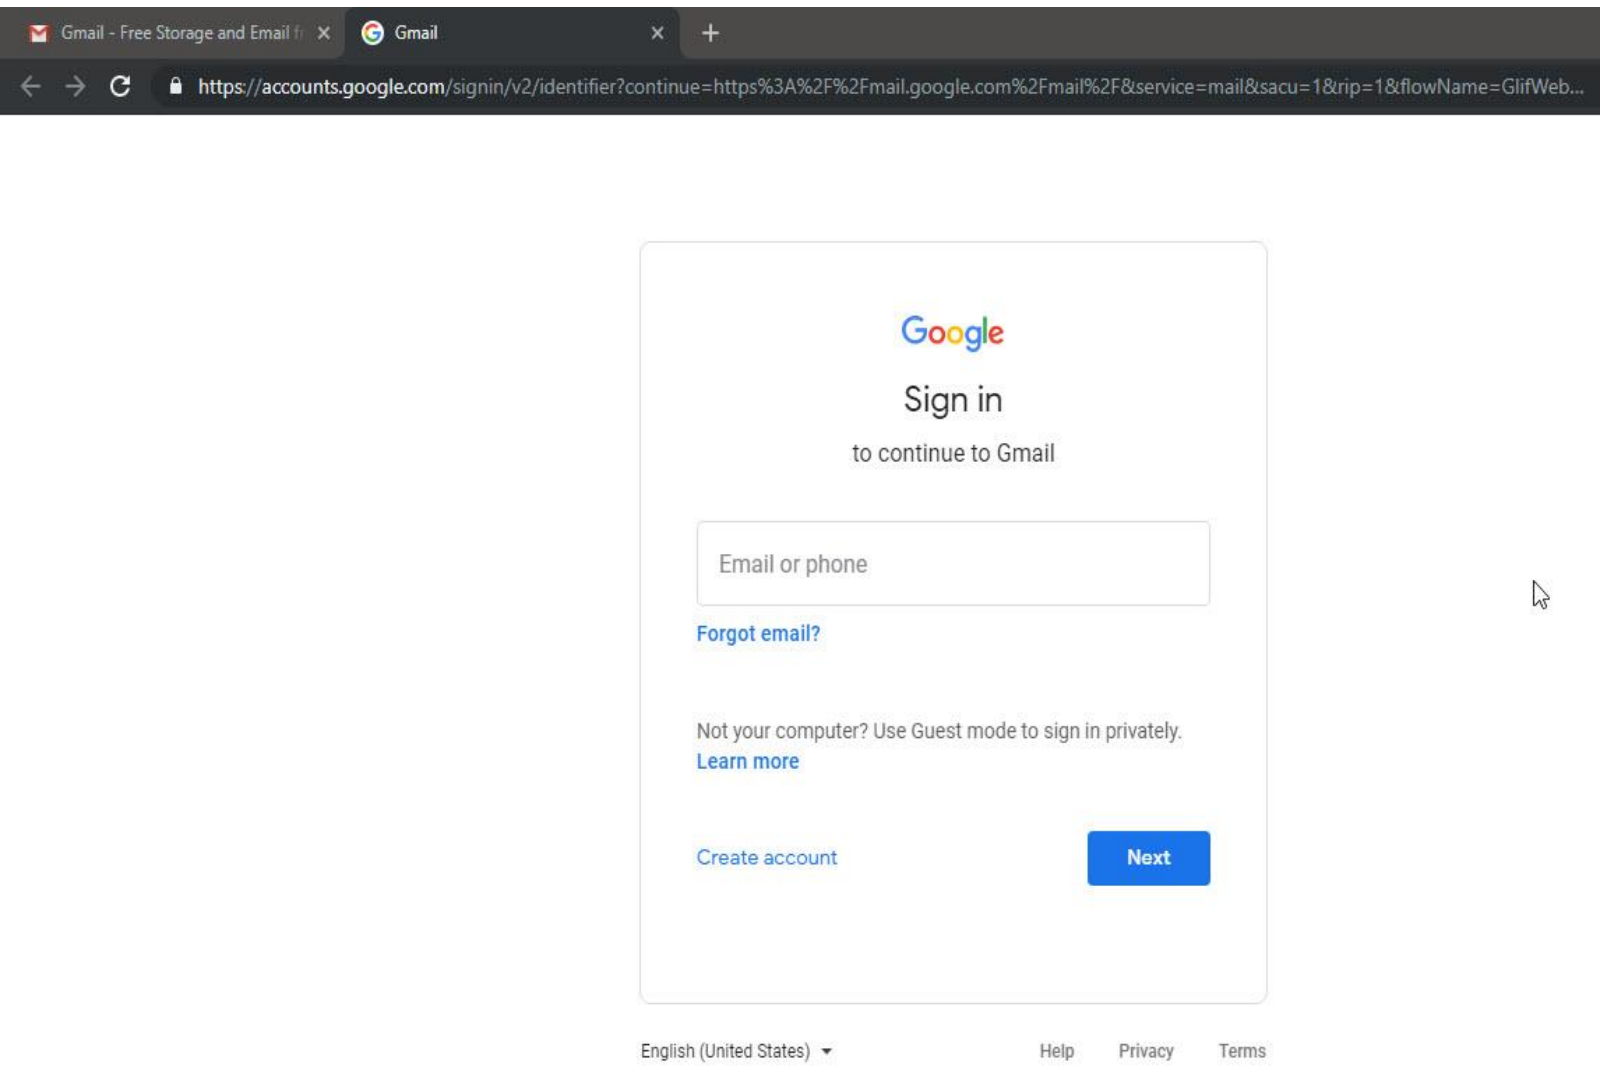 Gmail - Free Storage and Email f
Gmail
https://accounts.google.com/signin/v2/identifier?continue=https%3A%2F%2Fmail.google.com%2Fmail%2F&service=mail&sacu=1&rip=1&flowName=GlifWeb...
Google
Sign in
to continue to Gmail
Email or phone
Forgot email?
Not your computer? Use Guest mode to sign in privately.
Learn more
Create account
Next
English (United States)
Help Privacy Terms